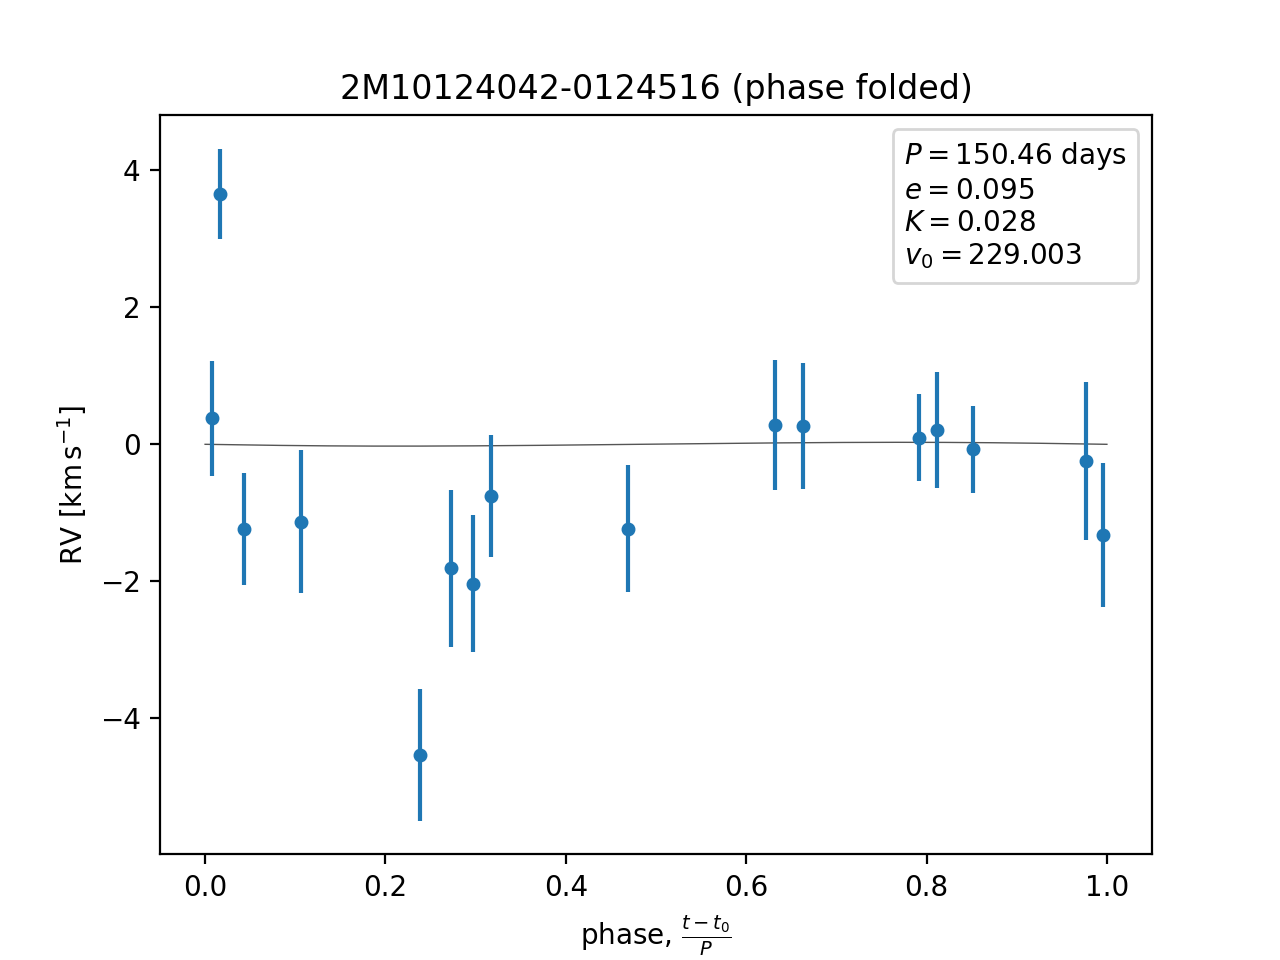 2M10124042-0124516 (phase folded)
P = 150.46 days
e = 0.095
K = 0.028
v₀ = 229.003
4
2
0
−2
−4
RV [km s⁻¹]
0.0 0.2 0.4 0.6 0.8 1.0
phase, (t − t₀)/P